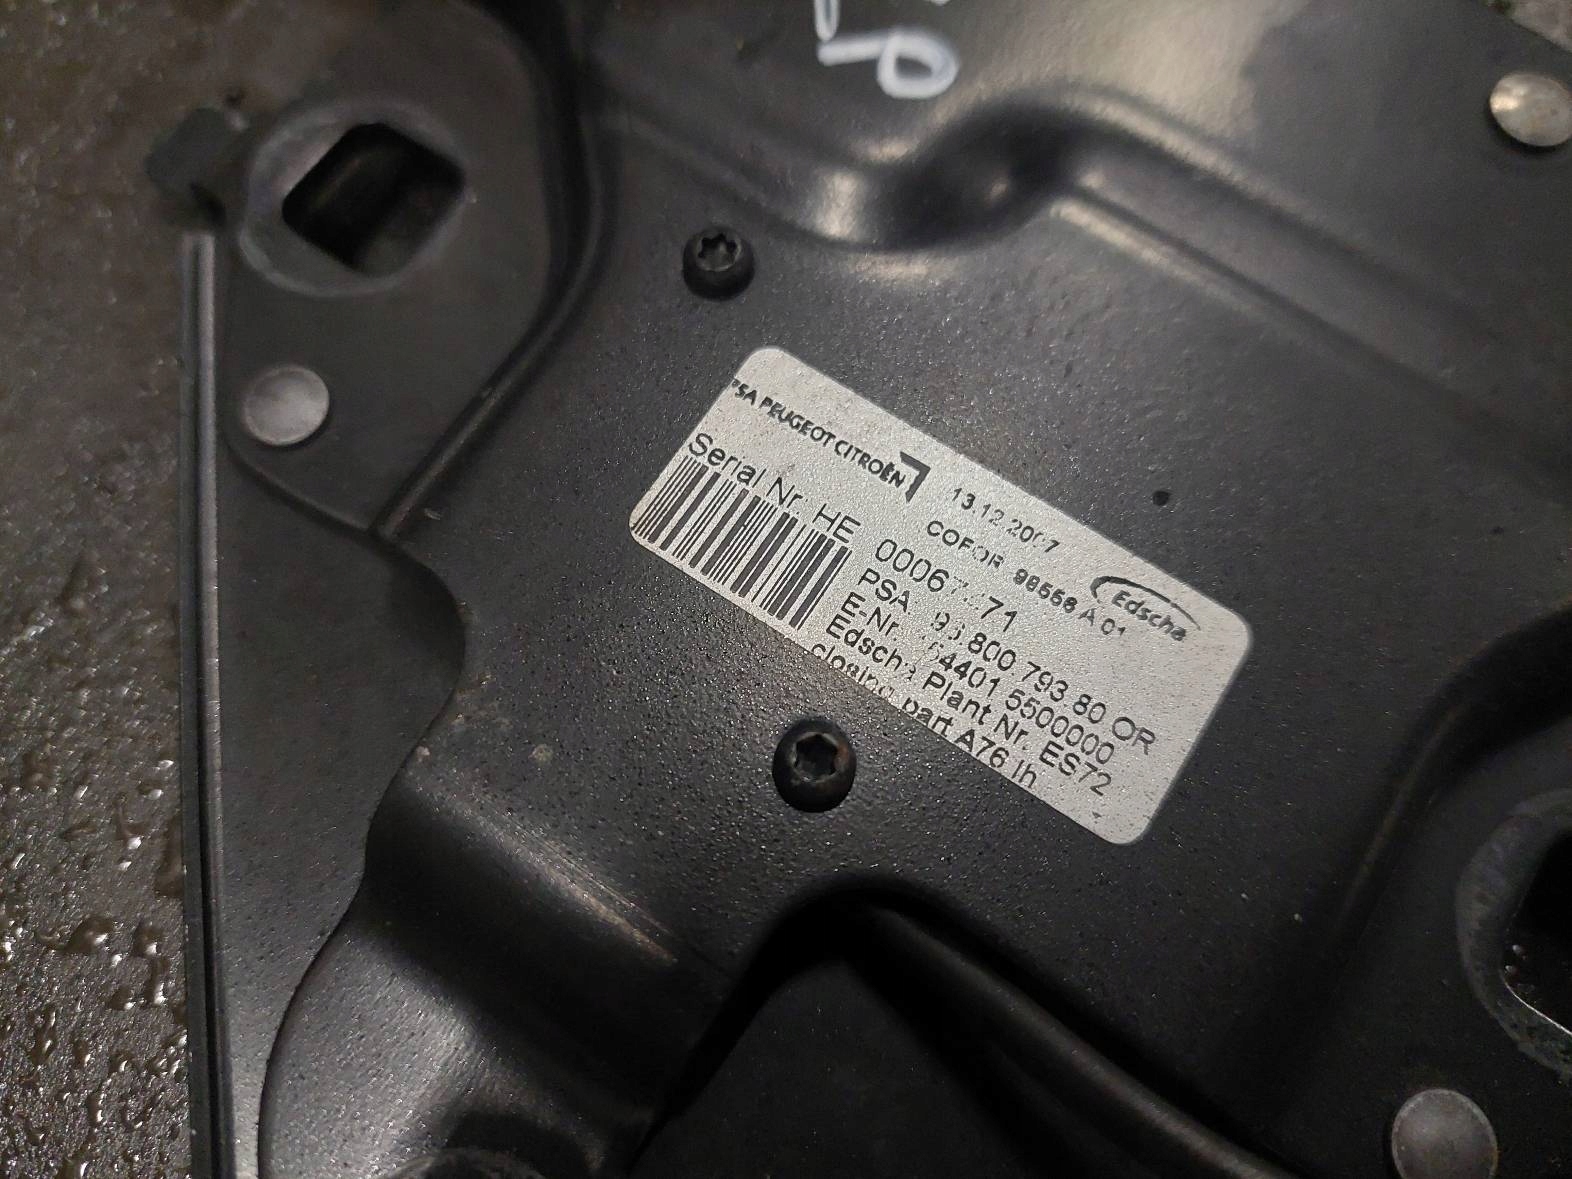 PSA PEUGEOT CITROËN
13.12.2007
COFOR 98558 A 01
Edscha
Serial Nr. HE
PSA 800 793 80 OR
E-Nr. 5500000
Edscha Plant Nr. ES72
closing part A76 lh